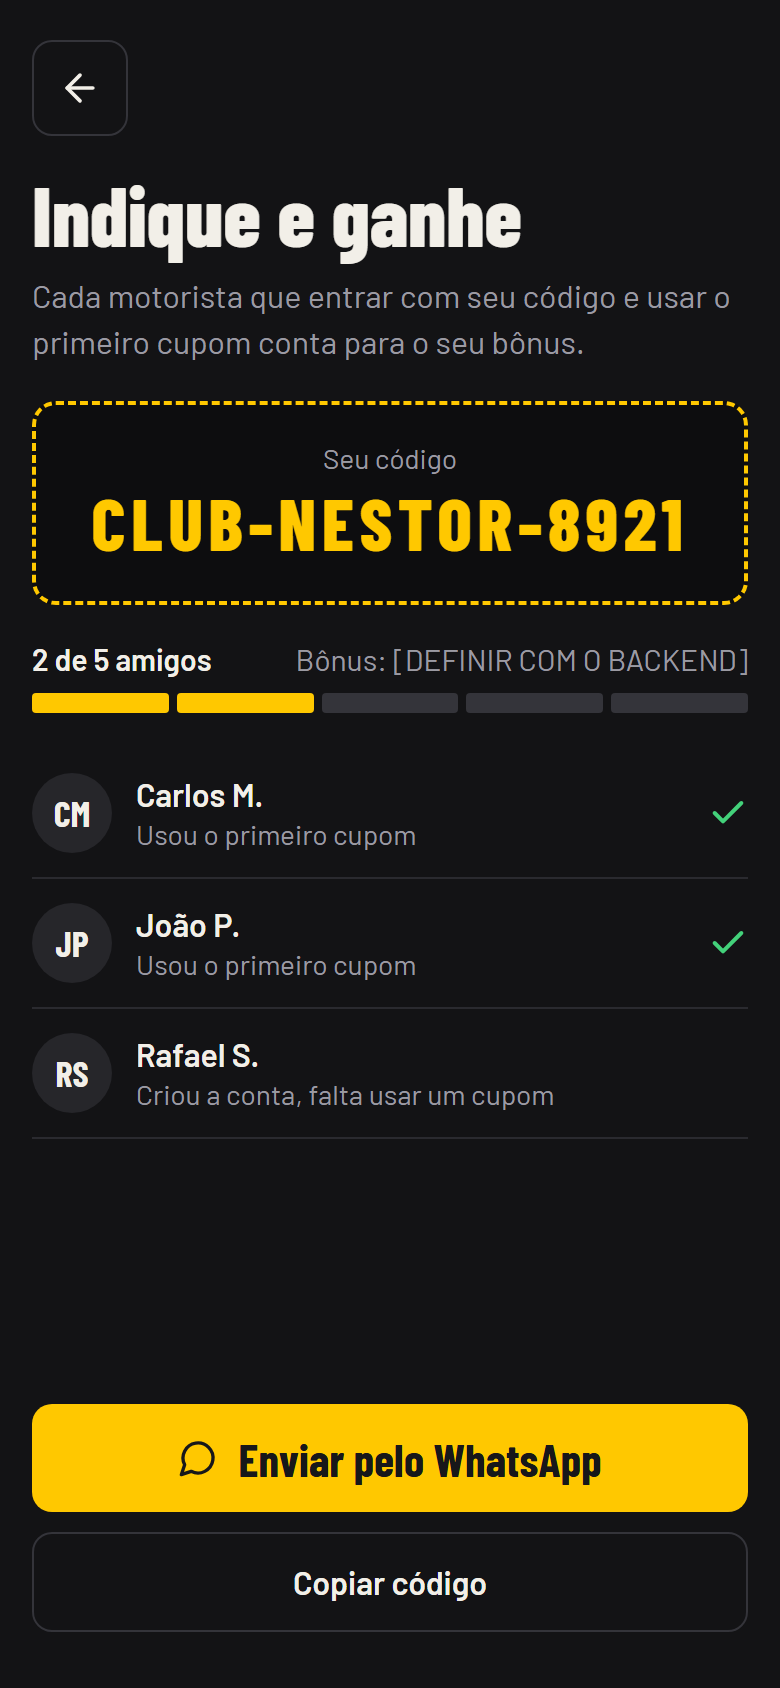 Indique e ganhe
Cada motorista que entrar com seu código e usar o
primeiro cupom conta para o seu bônus.
Seu código
CLUB-NESTOR-8921
2 de 5 amigos
Bônus: [DEFINIR COM O BACKEND]
CM
Carlos M.
Usou o primeiro cupom
JP
João P.
Usou o primeiro cupom
RS
Rafael S.
Criou a conta, falta usar um cupom
Enviar pelo WhatsApp
Copiar código